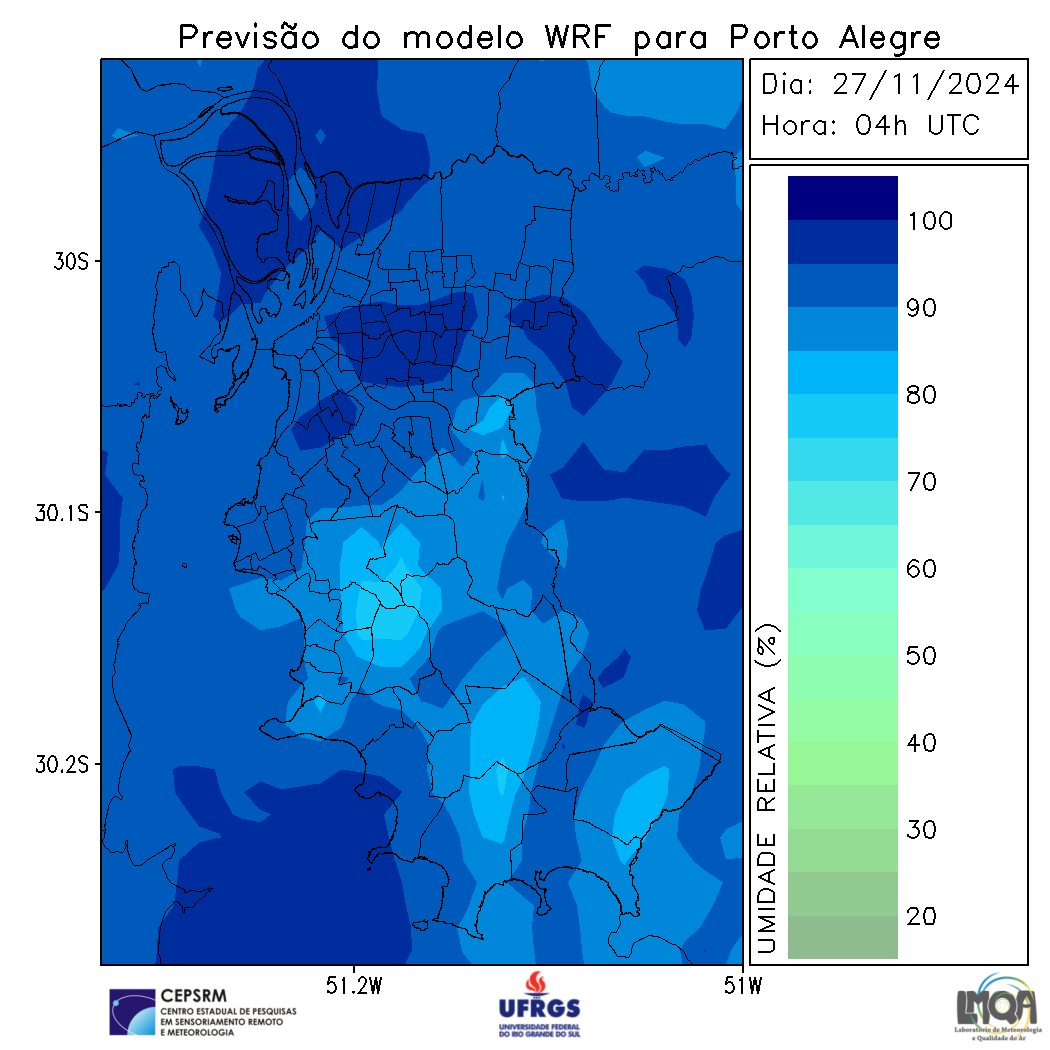 Previsão do modelo WRF para Porto Alegre
Dia: 27/11/2024
Hora: 04h UTC
30S
30.1S
30.2S
51.2W
51W
100
90
80
70
60
50
40
30
20
UMIDADE RELATIVA (%)
CEPSRM
CENTRO ESTADUAL DE PESQUISAS
EM SENSORIAMENTO REMOTO
E METEOROLOGIA
UFRGS
UNIVERSIDADE FEDERAL
DO RIO GRANDE DO SUL
LMQA
Laboratório de Meteorologia
e Qualidade do Ar